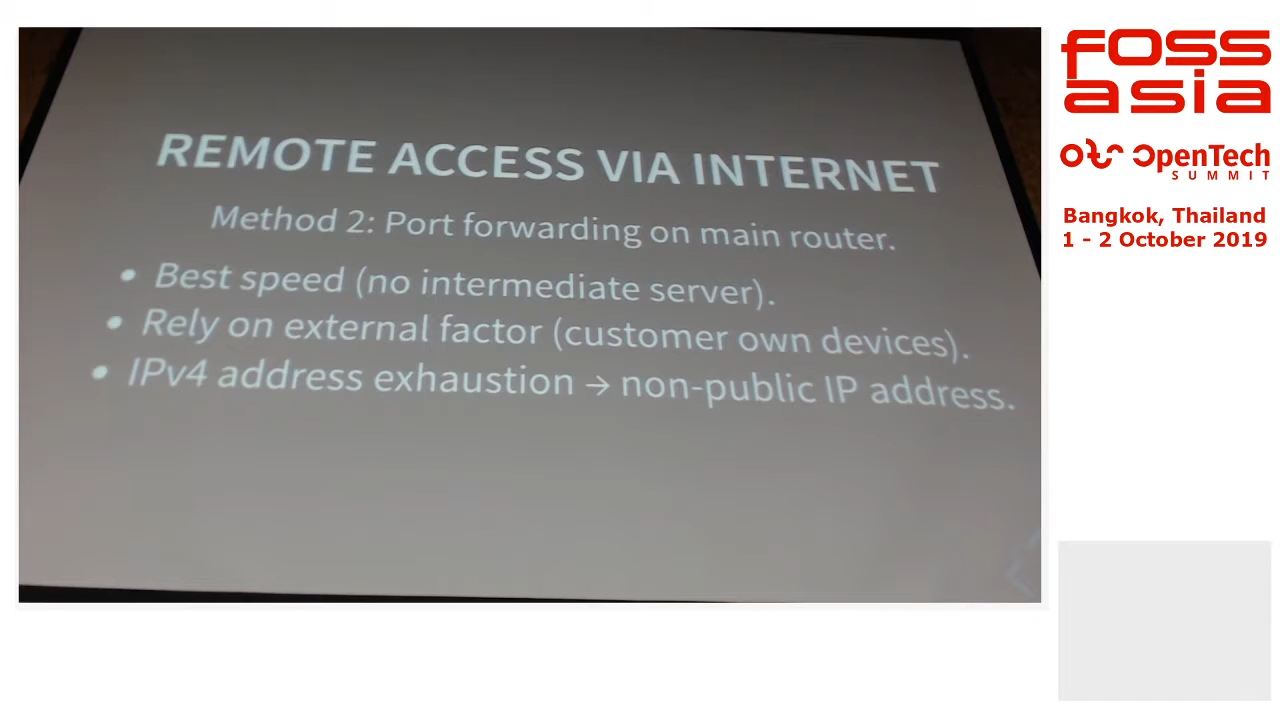 REMOTE ACCESS VIA INTERNET
Method 2: Port forwarding on main router.
• Best speed (no intermediate server).
• Rely on external factor (customer own devices).
• IPv4 address exhaustion → non-public IP address.
FOSS
asia
OpenTech
SUMMIT
Bangkok, Thailand
1 - 2 October 2019